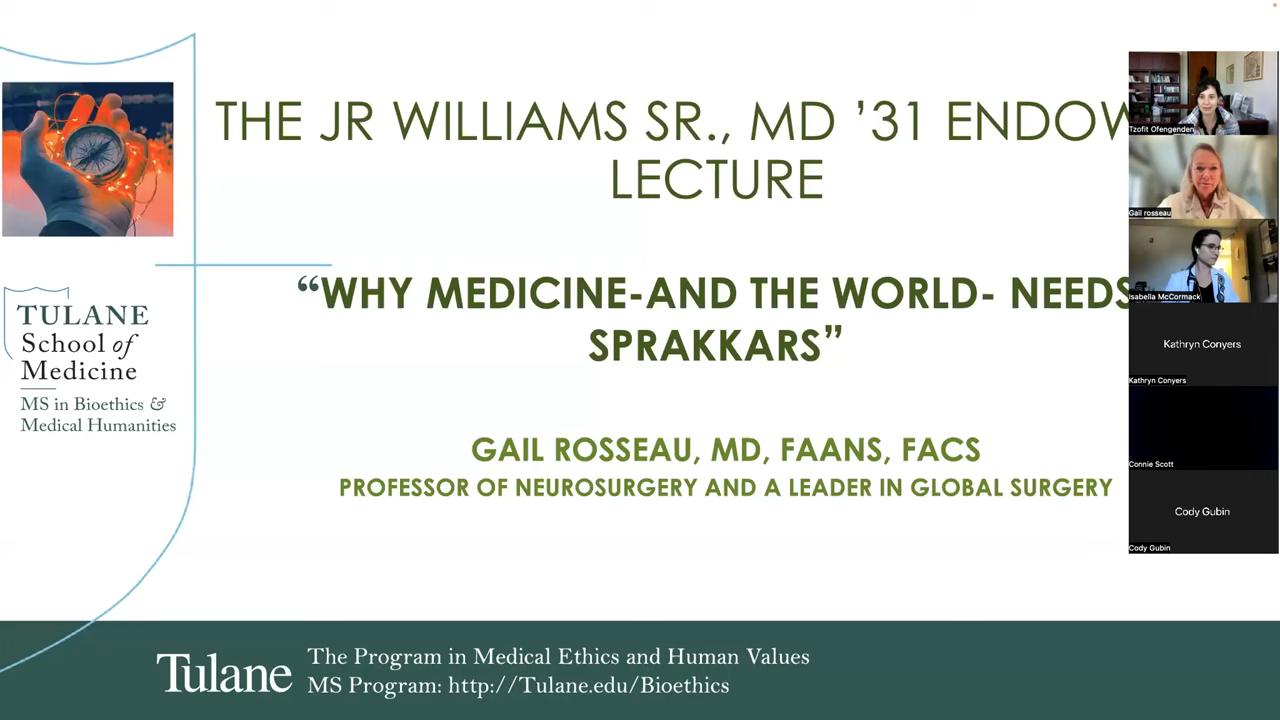 THE JR WILLIAMS SR., MD ’31 ENDOW
LECTURE
“WHY MEDICINE-AND THE WORLD- NEEDS
SPRAKKARS”
GAIL ROSSEAU, MD, FAANS, FACS
PROFESSOR OF NEUROSURGERY AND A LEADER IN GLOBAL SURGERY
TULANE
School of
Medicine
MS in Bioethics &
Medical Humanities
Tzofit Ofengenden
Gail rosseau
Isabella McCormack
Kathryn Conyers
Kathryn Conyers
Connie Scott
Cody Gubin
Cody Gubin
Tulane
The Program in Medical Ethics and Human Values
MS Program: http://Tulane.edu/Bioethics